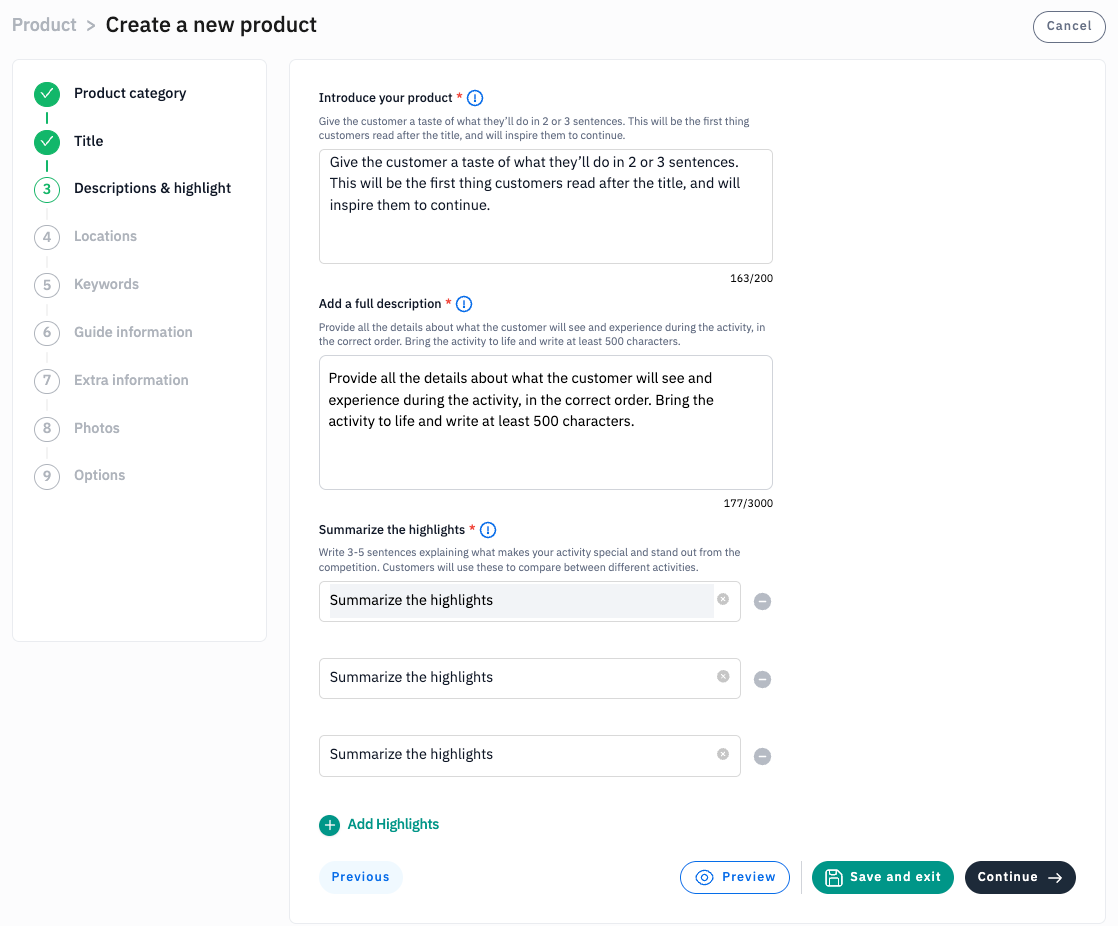 Product > Create a new product
Cancel
Product category
Title
3 Descriptions & highlight
4 Locations
5 Keywords
6 Guide information
7 Extra information
8 Photos
9 Options
Introduce your product *
Give the customer a taste of what they’ll do in 2 or 3 sentences. This will be the first thing
customers read after the title, and will inspire them to continue.
Give the customer a taste of what they’ll do in 2 or 3 sentences.
This will be the first thing customers read after the title, and will
inspire them to continue.
163/200
Add a full description *
Provide all the details about what the customer will see and experience during the activity, in
the correct order. Bring the activity to life and write at least 500 characters.
Provide all the details about what the customer will see and
experience during the activity, in the correct order. Bring the
activity to life and write at least 500 characters.
177/3000
Summarize the highlights *
Write 3-5 sentences explaining what makes your activity special and stand out from the
competition. Customers will use these to compare between different activities.
Summarize the highlights
Summarize the highlights
Summarize the highlights
Add Highlights
Previous
Preview
Save and exit
Continue